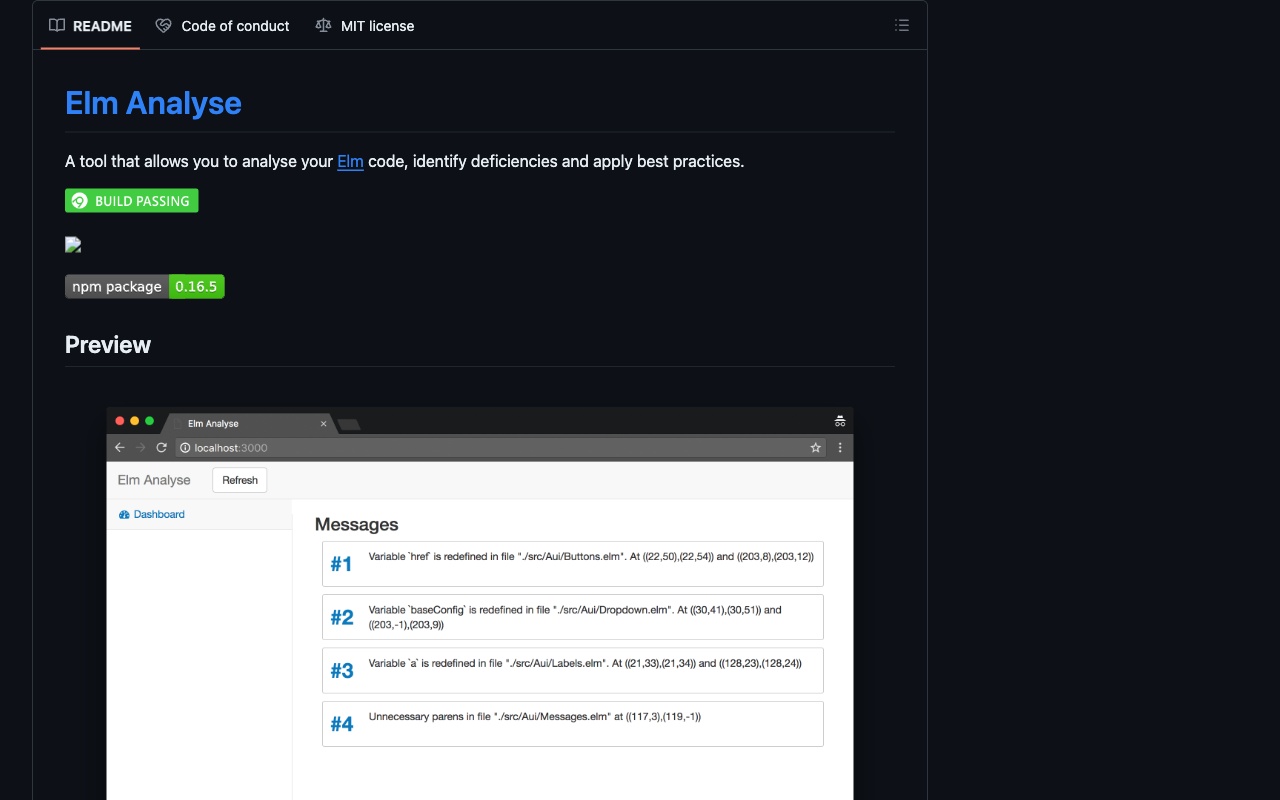 README
Code of conduct
MIT license
Elm Analyse
A tool that allows you to analyse your Elm code, identify deficiencies and apply best practices.
BUILD PASSING
npm package 0.16.5
Preview
Elm Analyse
localhost:3000
Elm Analyse
Refresh
Dashboard
Messages
#1 Variable `href` is redefined in file "./src/Aui/Buttons.elm". At ((22,50),(22,54)) and ((203,8),(203,12))
#2 Variable `baseConfig` is redefined in file "./src/Aui/Dropdown.elm". At ((30,41),(30,51)) and
((203,-1),(203,9))
#3 Variable `a` is redefined in file "./src/Aui/Labels.elm". At ((21,33),(21,34)) and ((128,23),(128,24))
#4 Unnecessary parens in file "./src/Aui/Messages.elm" at ((117,3),(119,-1))